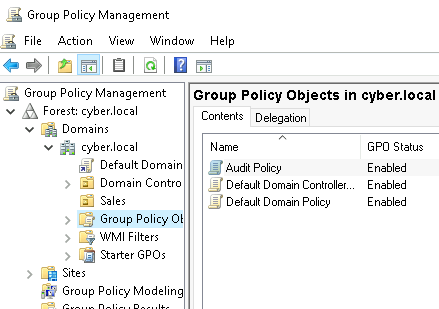 Group Policy Management
File Action View Window Help
Group Policy Management
Forest: cyber.local
Domains
cyber.local
Default Domain
Domain Contro
Sales
Group Policy Ob
WMI Filters
Starter GPOs
Sites
Group Policy Modeling
Group Policy Results
Group Policy Objects in cyber.local
Contents Delegation
Name GPO Status
Audit Policy Enabled
Default Domain Controller... Enabled
Default Domain Policy Enabled